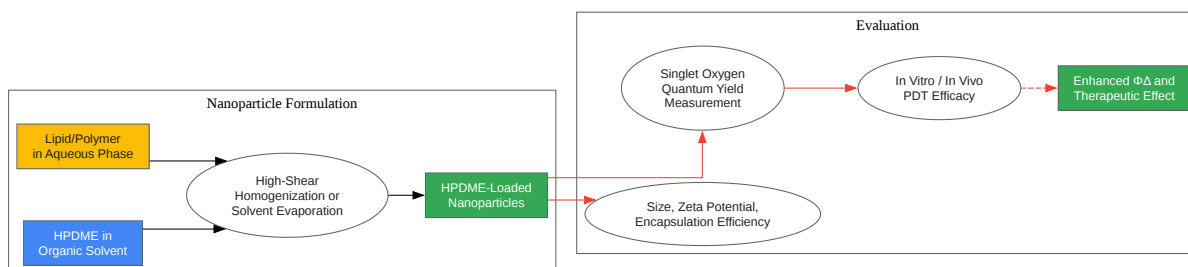 Nanoparticle Formulation
Lipid/Polymer
in Aqueous Phase
HPDME in
Organic Solvent
High-Shear
Homogenization or
Solvent Evaporation
HPDME-Loaded
Nanoparticles
Evaluation
Singlet Oxygen
Quantum Yield
Measurement
Size, Zeta Potential,
Encapsulation Efficiency
In Vitro / In Vivo
PDT Efficacy
Enhanced ΦΔ and
Therapeutic Effect